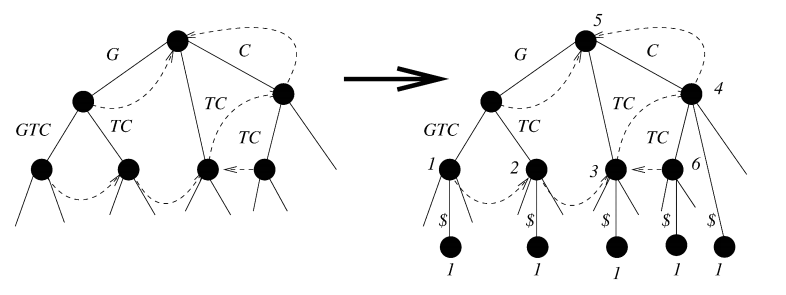 G C
GTC TC TC TC
5
G C
4
GTC TC TC TC
1 2 3 6
$ $ $ $ $
1 1 1 1 1